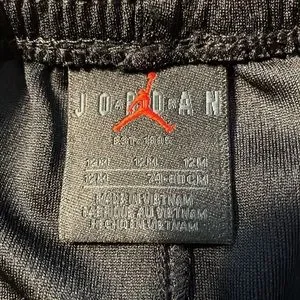 JORDAN
EST. 1985
12M 12M 12M
12M 74-80CM
MADE IN VIETNAM
FABRIQUÉ AU VIETNAM
HECHO EN VIETNAM